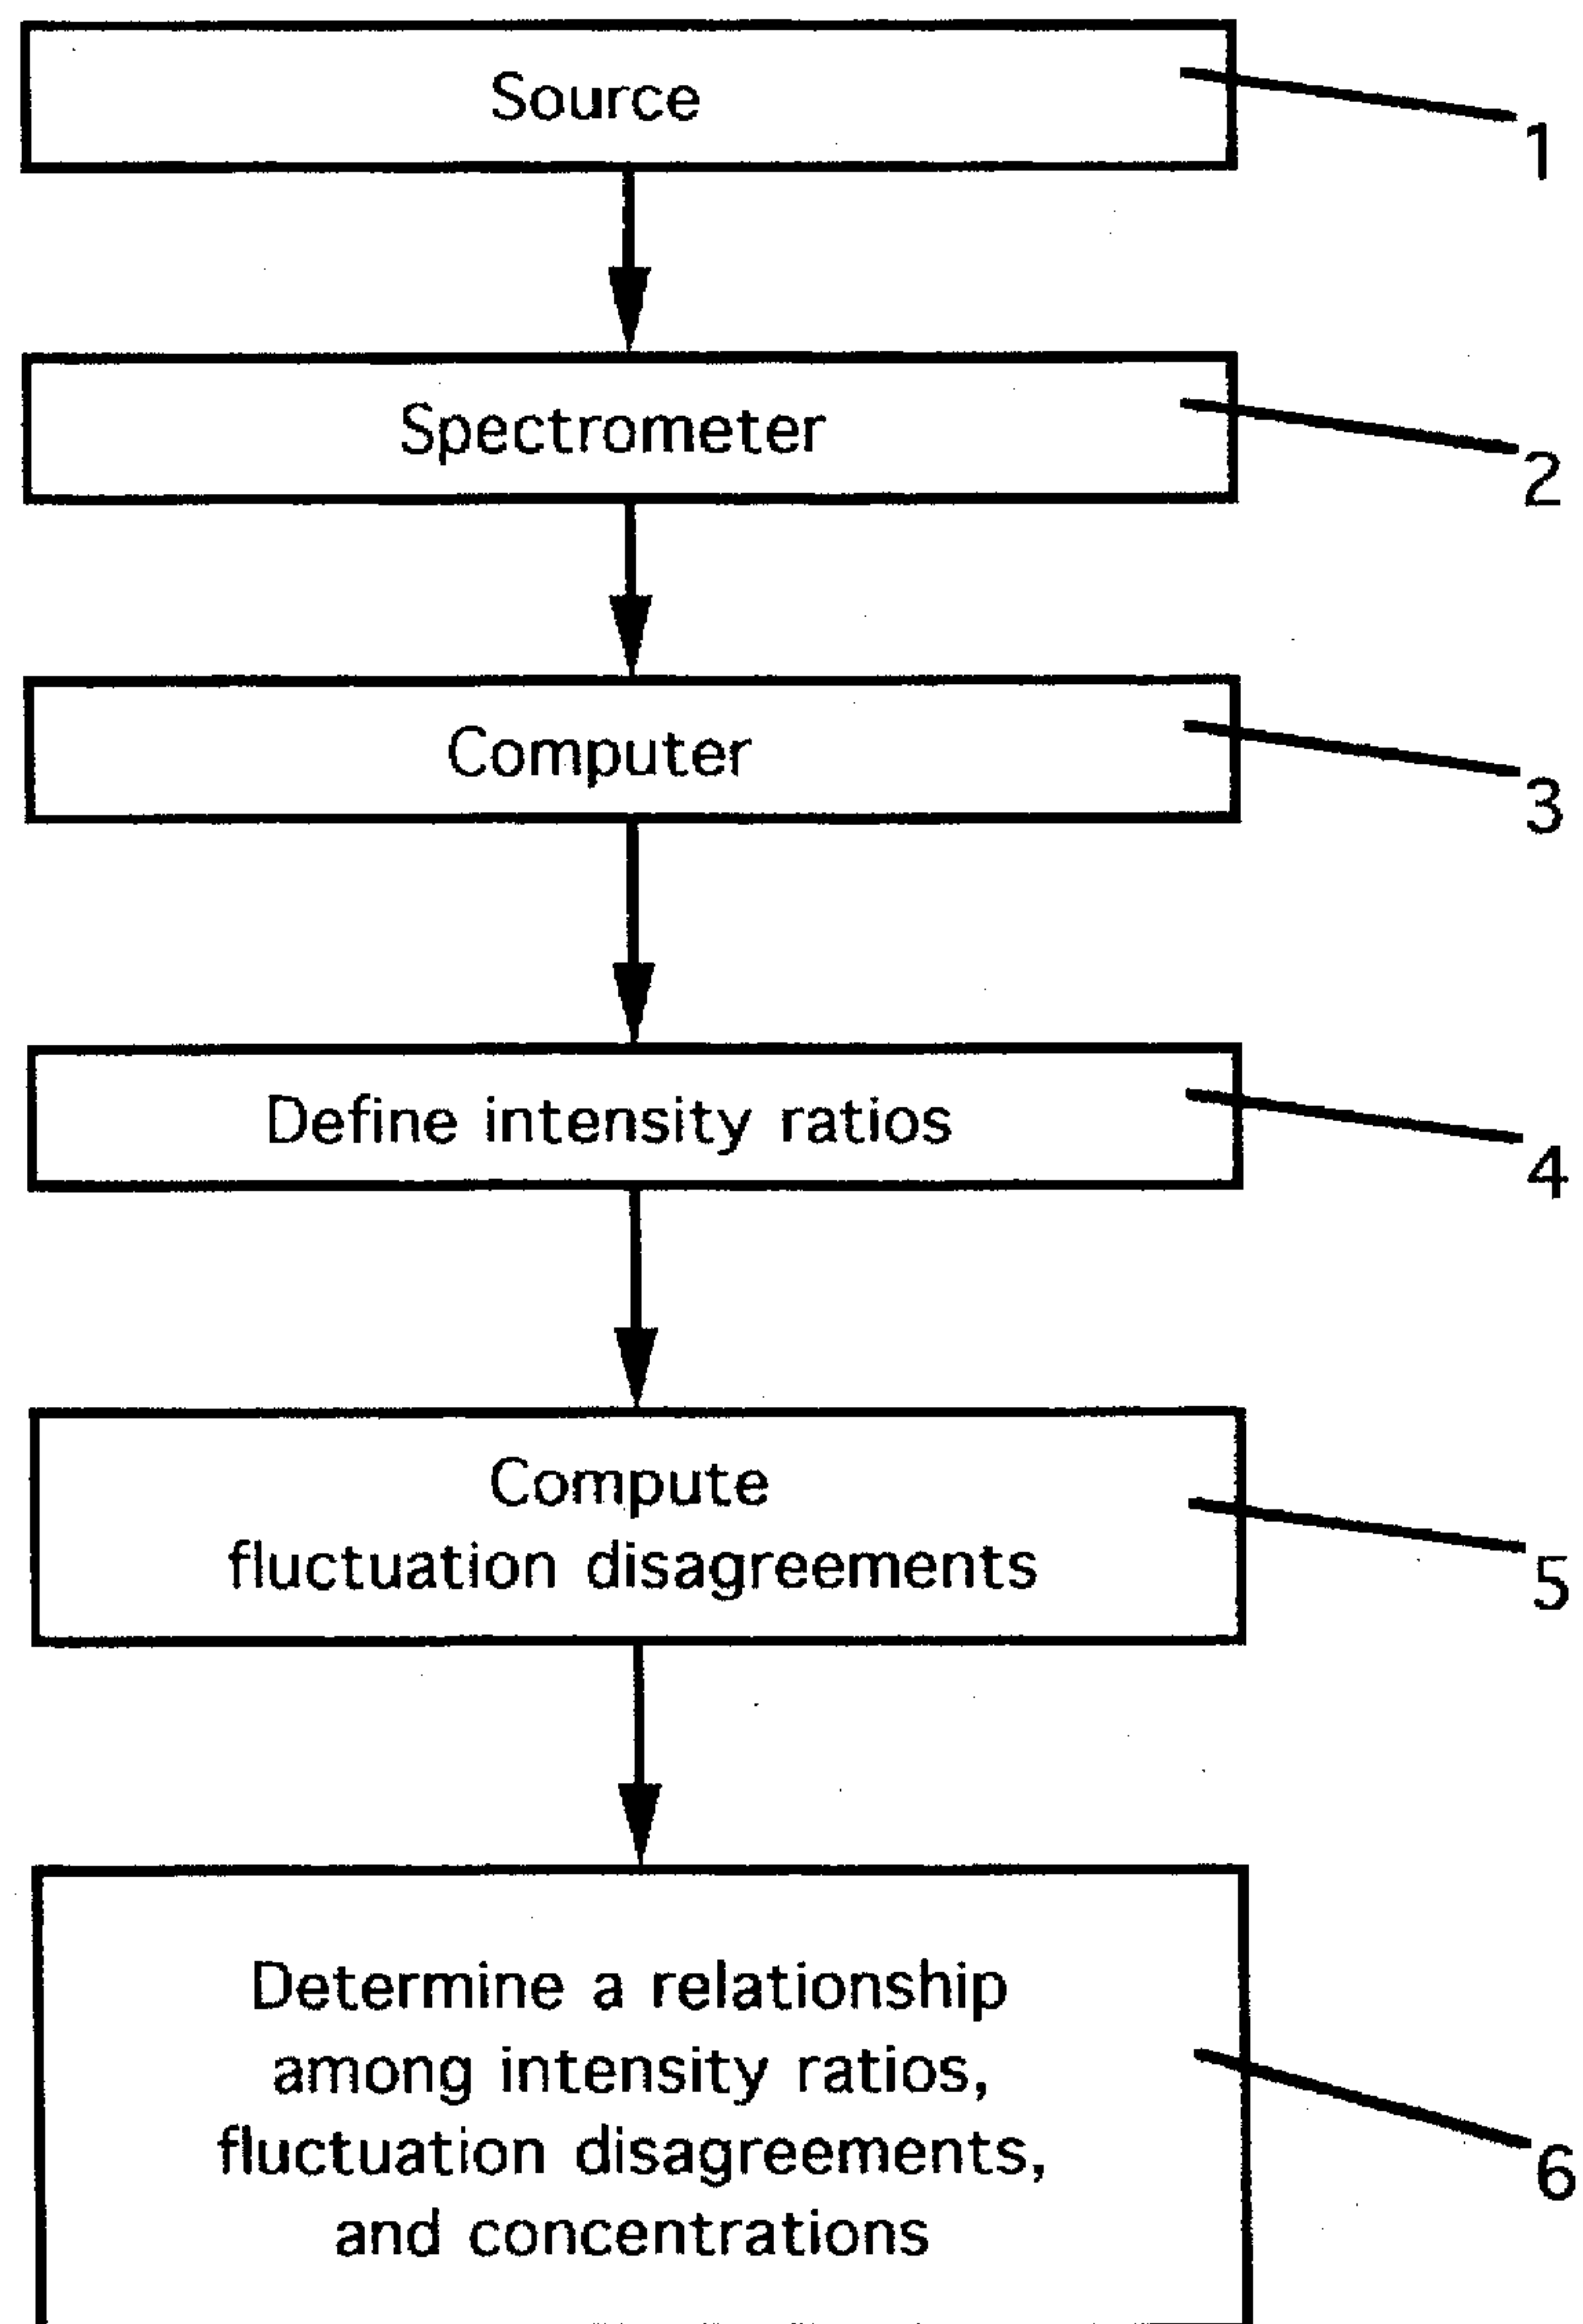 Source
1
Spectrometer
2
Computer
3
Define intensity ratios
4
Compute
fluctuation disagreements
5
Determine a relationship
among intensity ratios,
fluctuation disagreements,
and concentrations
6